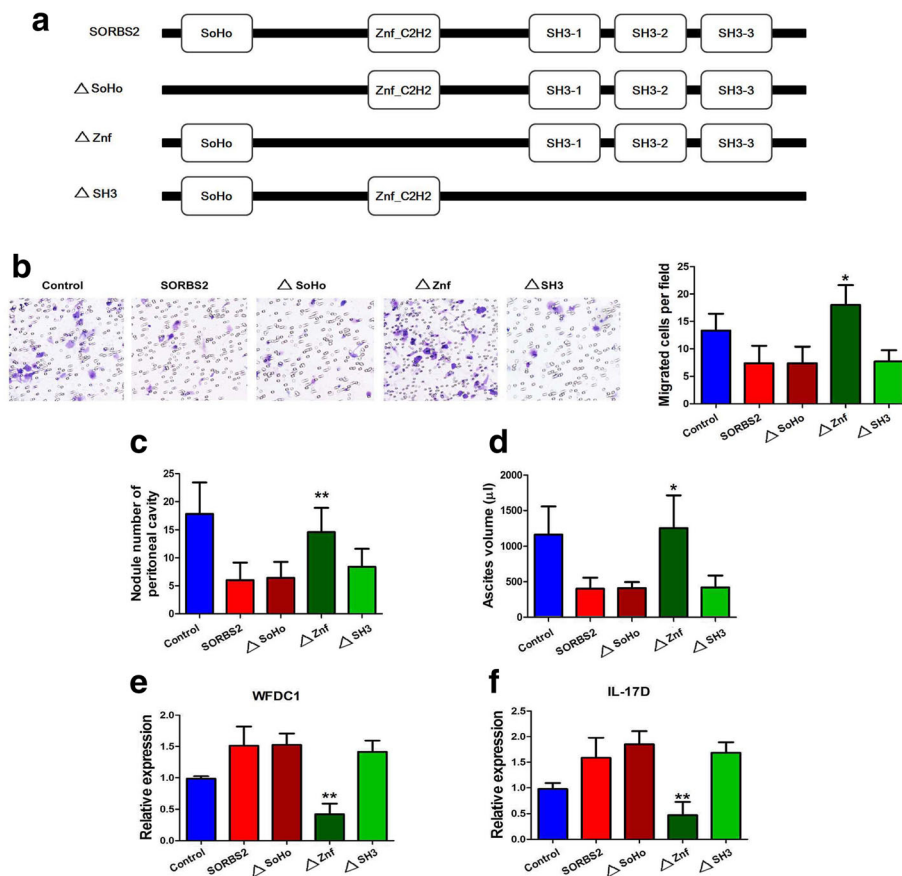 a
SORBS2 SoHo Znf_C2H2 SH3-1 SH3-2 SH3-3
△ SoHo Znf_C2H2 SH3-1 SH3-2 SH3-3
△ Znf SoHo SH3-1 SH3-2 SH3-3
△ SH3 SoHo Znf_C2H2
b
Control SORBS2 △ SoHo △ Znf △ SH3
Migrated cells per field
25
20
15
10
5
0
*
Control SORBS2 △ SoHo △ Znf △ SH3
c
Nodule number of
peritoneal cavity
25
20
15
10
5
0
**
Control SORBS2 △ SoHo △ Znf △ SH3
d
Ascites volume (μl)
2000
1500
1000
500
0
*
Control SORBS2 △ SoHo △ Znf △ SH3
e
WFDC1
Relative expression
2.0
1.5
1.0
0.5
0.0
**
Control SORBS2 △ SoHo △ Znf △ SH3
f
IL-17D
Relative expression
2.5
2.0
1.5
1.0
0.5
0.0
**
Control SORBS2 △ SoHo △ Znf △ SH3